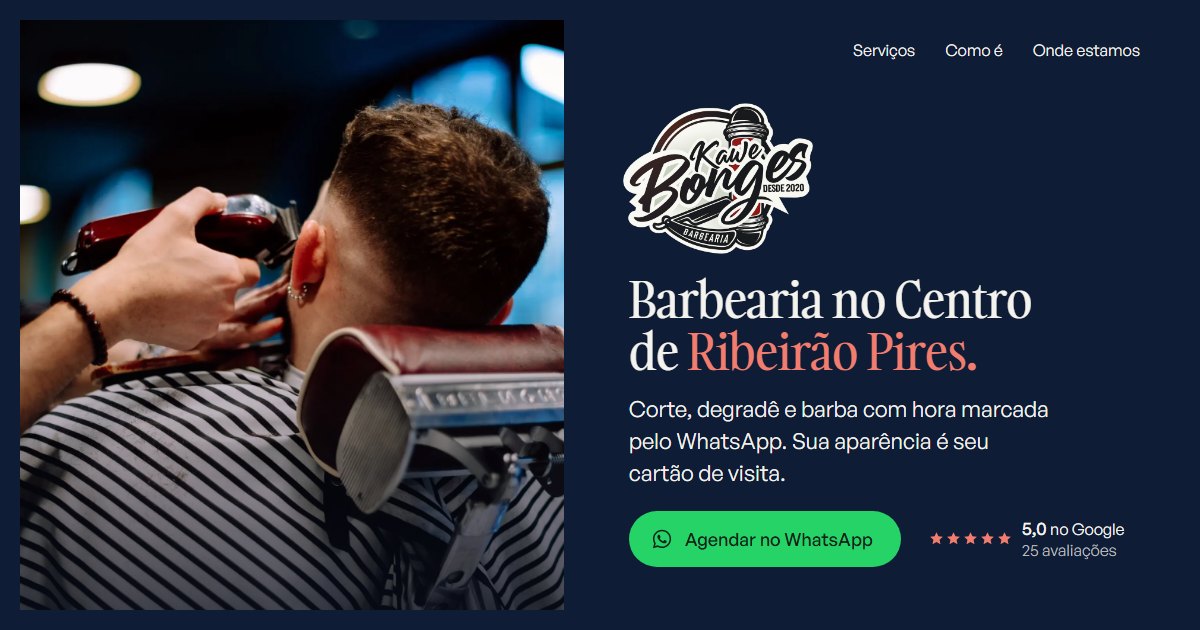 Serviços
Como é
Onde estamos
Kawe
Borges
DESDE 2020
BARBEARIA
Barbearia no Centro
de Ribeirão Pires.
Corte, degradê e barba com hora marcada
pelo WhatsApp. Sua aparência é seu
cartão de visita.
Agendar no WhatsApp
5,0 no Google
25 avaliações